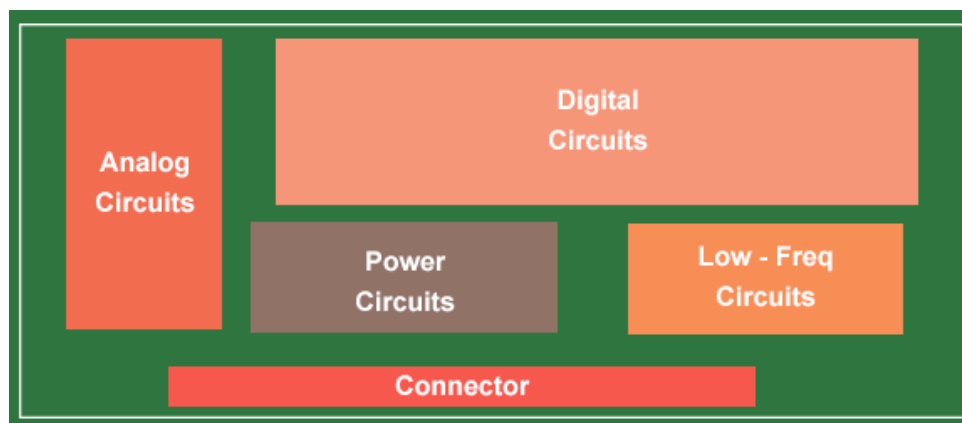 Analog
Circuits
Digital
Circuits
Power
Circuits
Low - Freq
Circuits
Connector